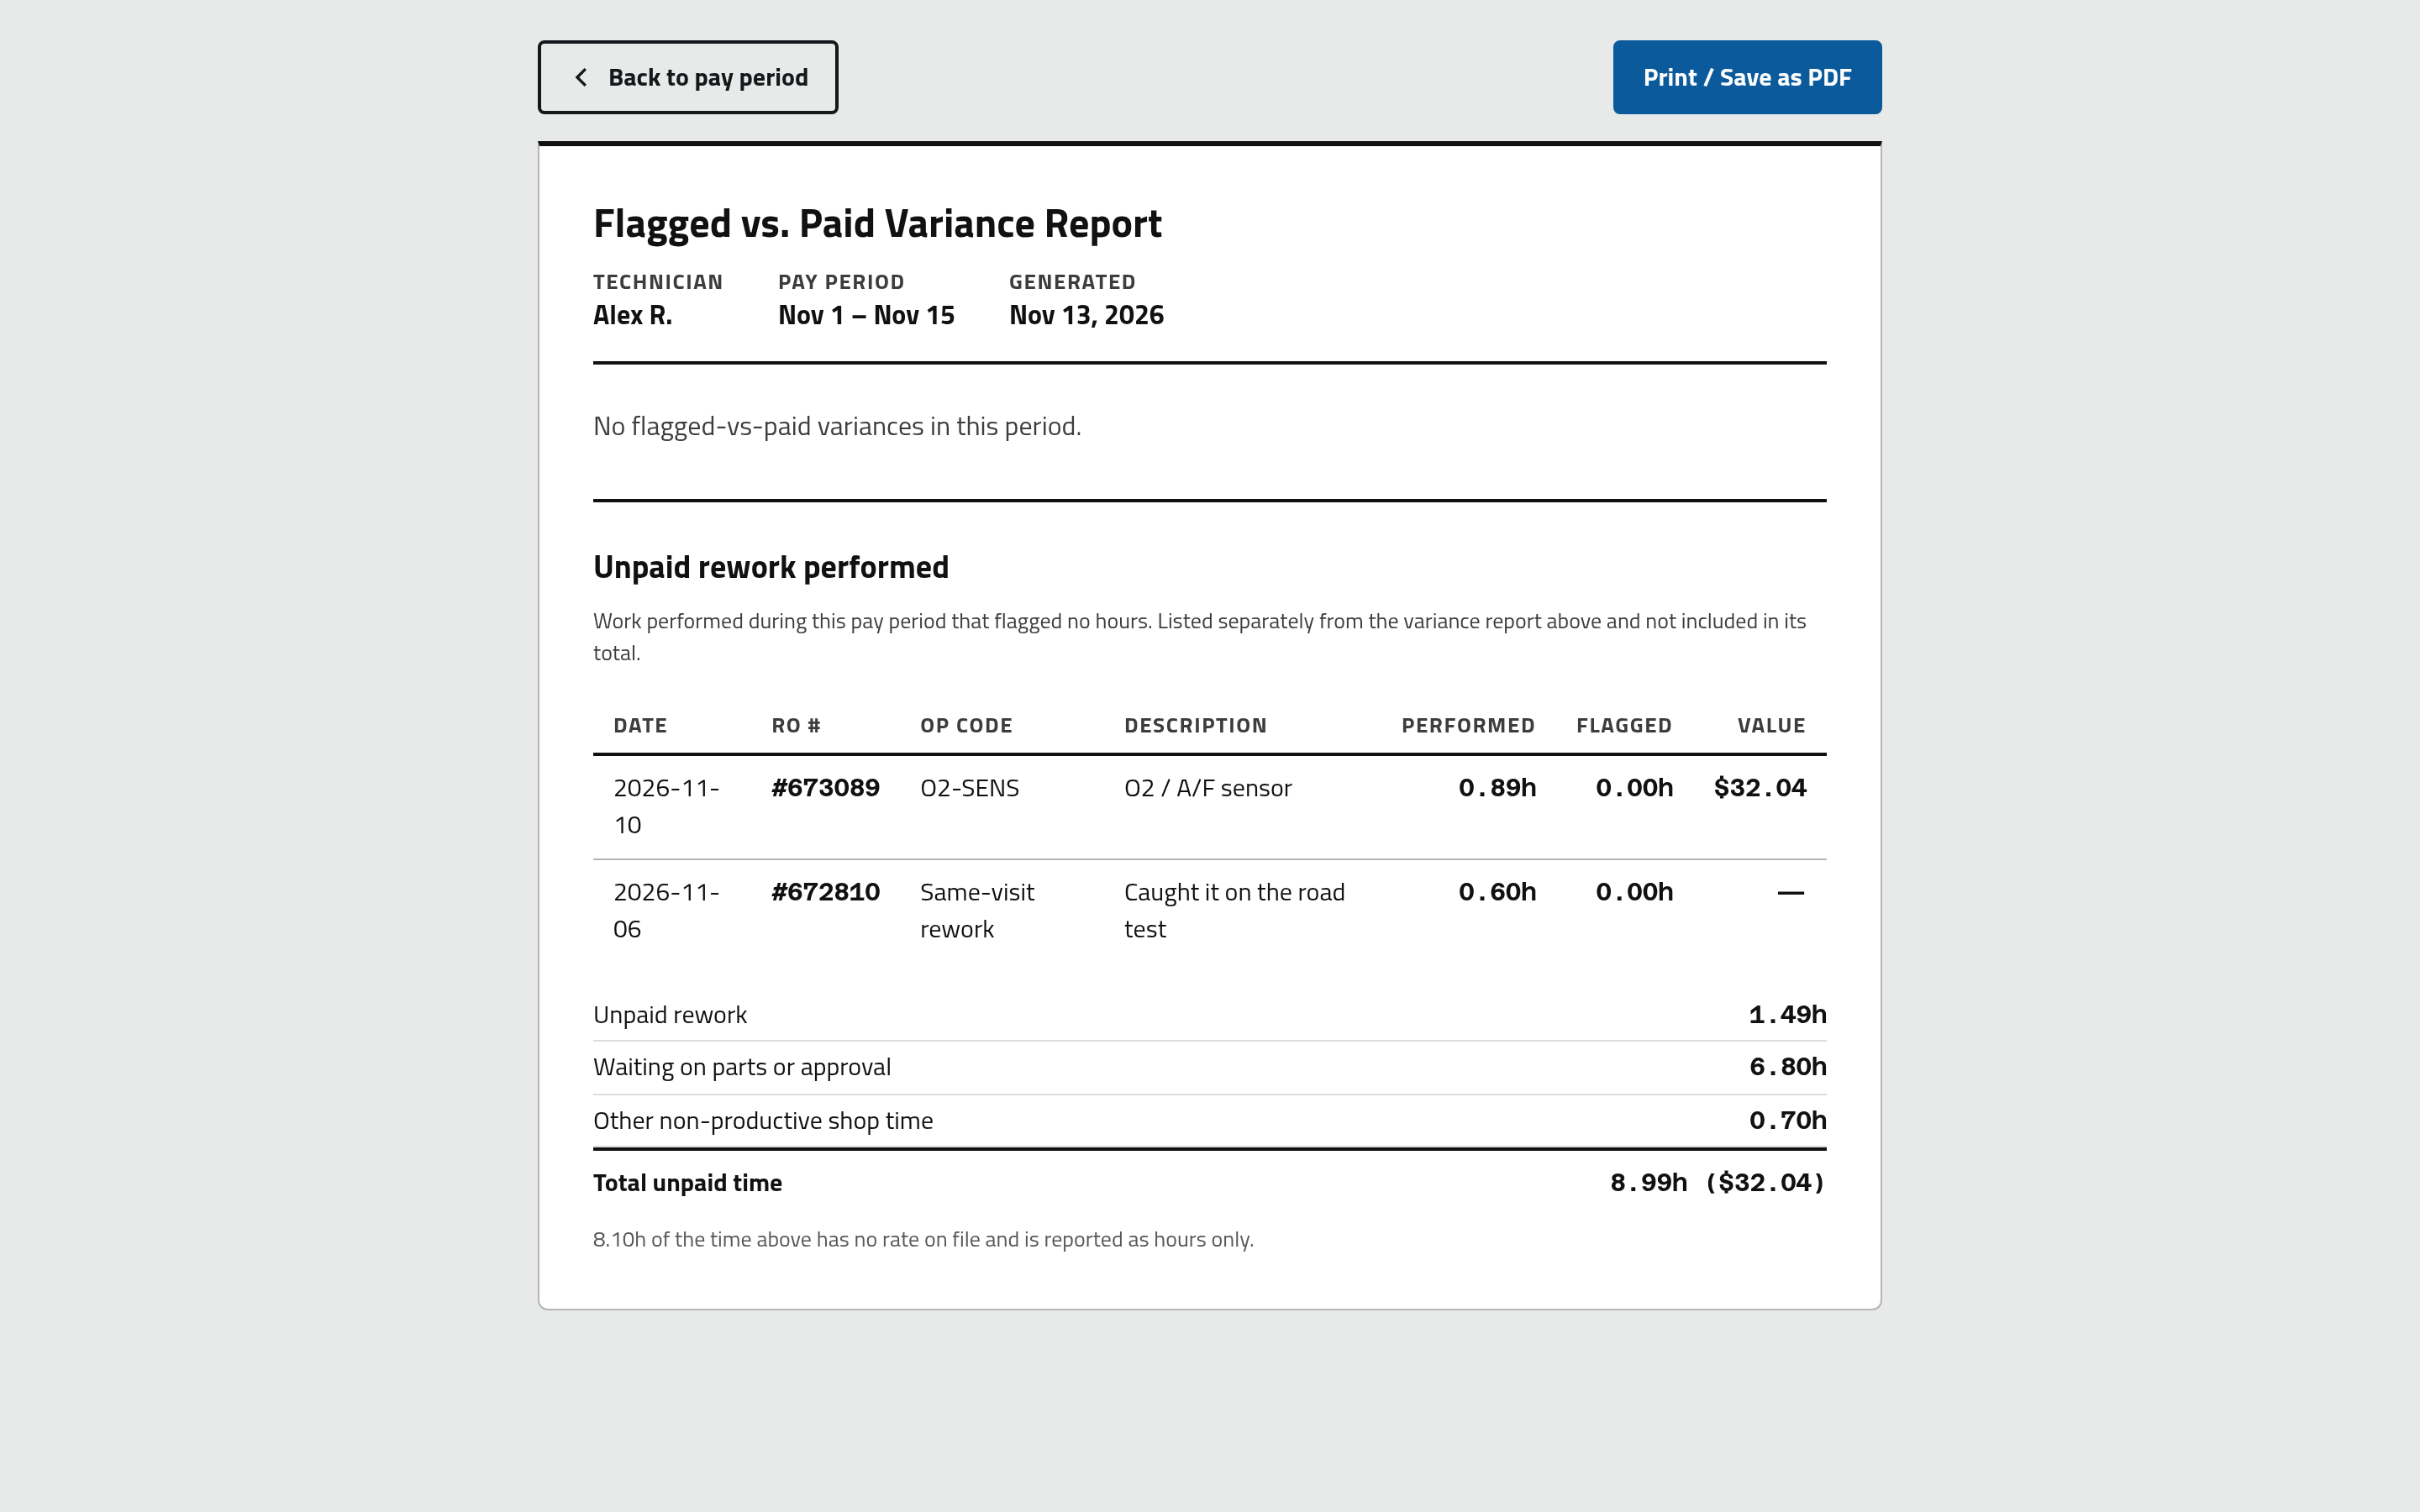 Back to pay period
Print / Save as PDF
Flagged vs. Paid Variance Report
TECHNICIAN PAY PERIOD GENERATED
Alex R. Nov 1 – Nov 15 Nov 13, 2026
No flagged-vs-paid variances in this period.
Unpaid rework performed
Work performed during this pay period that flagged no hours. Listed separately from the variance report above and not included in its
total.
DATE RO # OP CODE DESCRIPTION PERFORMED FLAGGED VALUE
2026-11- #673089 O2-SENS O2 / A/F sensor 0.89h 0.00h $32.04
10
2026-11- #672810 Same-visit Caught it on the road 0.60h 0.00h —
06 rework test
Unpaid rework 1.49h
Waiting on parts or approval 6.80h
Other non-productive shop time 0.70h
Total unpaid time 8.99h ($32.04)
8.10h of the time above has no rate on file and is reported as hours only.